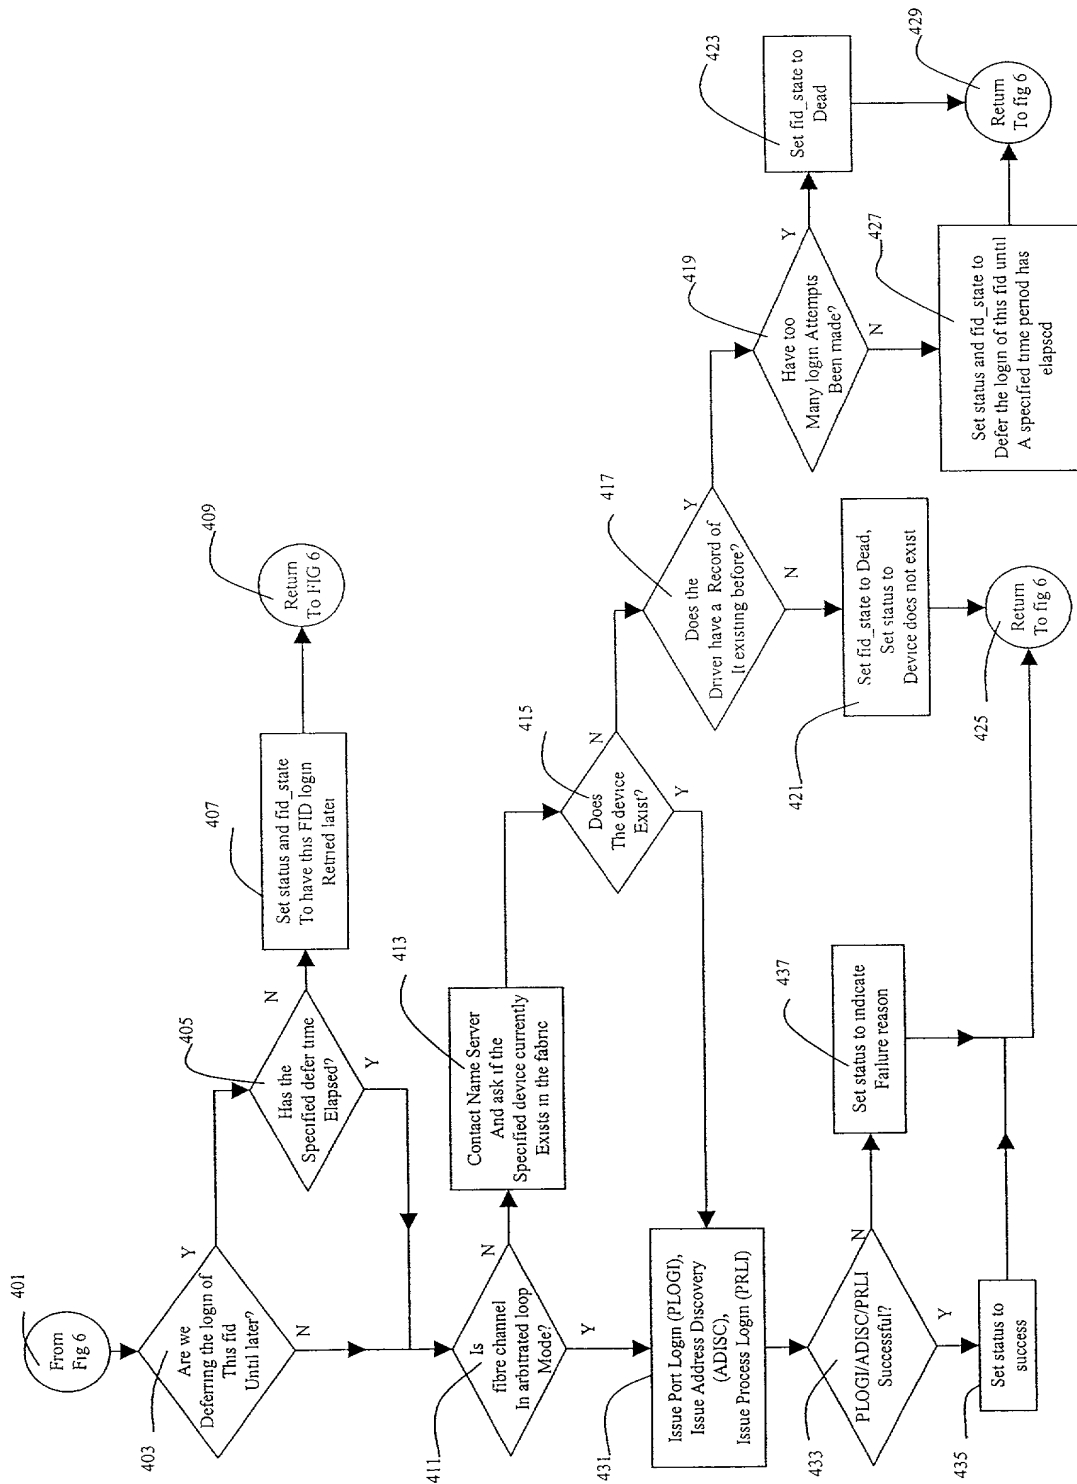 401
From
Fig 6
403
Are we
Deferring the login of
This fid
Until later?
Y
N
405
Has the
Specified defer time
Elapsed?
N
Y
407
Set status and fid_state
To have this FID login
Retried later
409
Return
To FIG 6
411
Is
fibre channel
In arbitrated loop
Mode?
N
Y
413
Contact Name Server
And ask if the
Specified device currently
Exists in the fabric
415
Does
The device
Exist?
N
Y
417
Does the
Driver have a Record of
It existing before?
Y
N
419
Have too
Many login Attempts
Been made?
Y
N
423
Set fid_state to
Dead
421
Set fid_state to Dead,
Set status to
Device does not exist
425
Return
To fig 6
427
Set status and fid_state to
Defer the login of this fid until
A specified time period has
elapsed
429
Return
To fig 6
431
Issue Port Login (PLOGI),
Issue Address Discovery
(ADISC),
Issue Process Login (PRLI)
433
PLOGI/ADISC/PRLI
Successful?
N
Y
437
Set status to indicate
Failure reason
435
Set status to
success